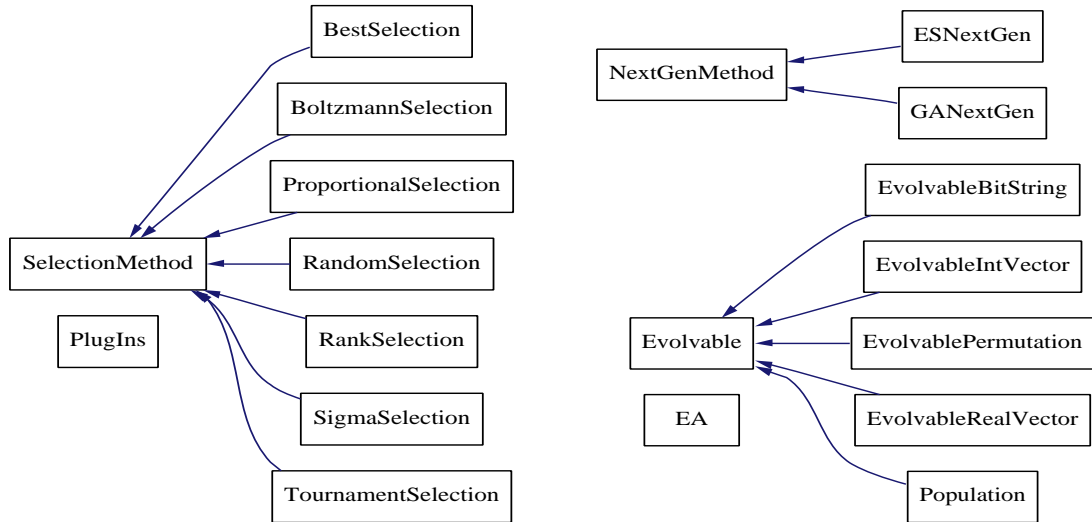 BestSelection
BoltzmannSelection
ProportionalSelection
SelectionMethod
RandomSelection
PlugIns
RankSelection
SigmaSelection
TournamentSelection
ESNextGen
NextGenMethod
GANextGen
EvolvableBitString
EvolvableIntVector
Evolvable
EvolvablePermutation
EA
EvolvableRealVector
Population